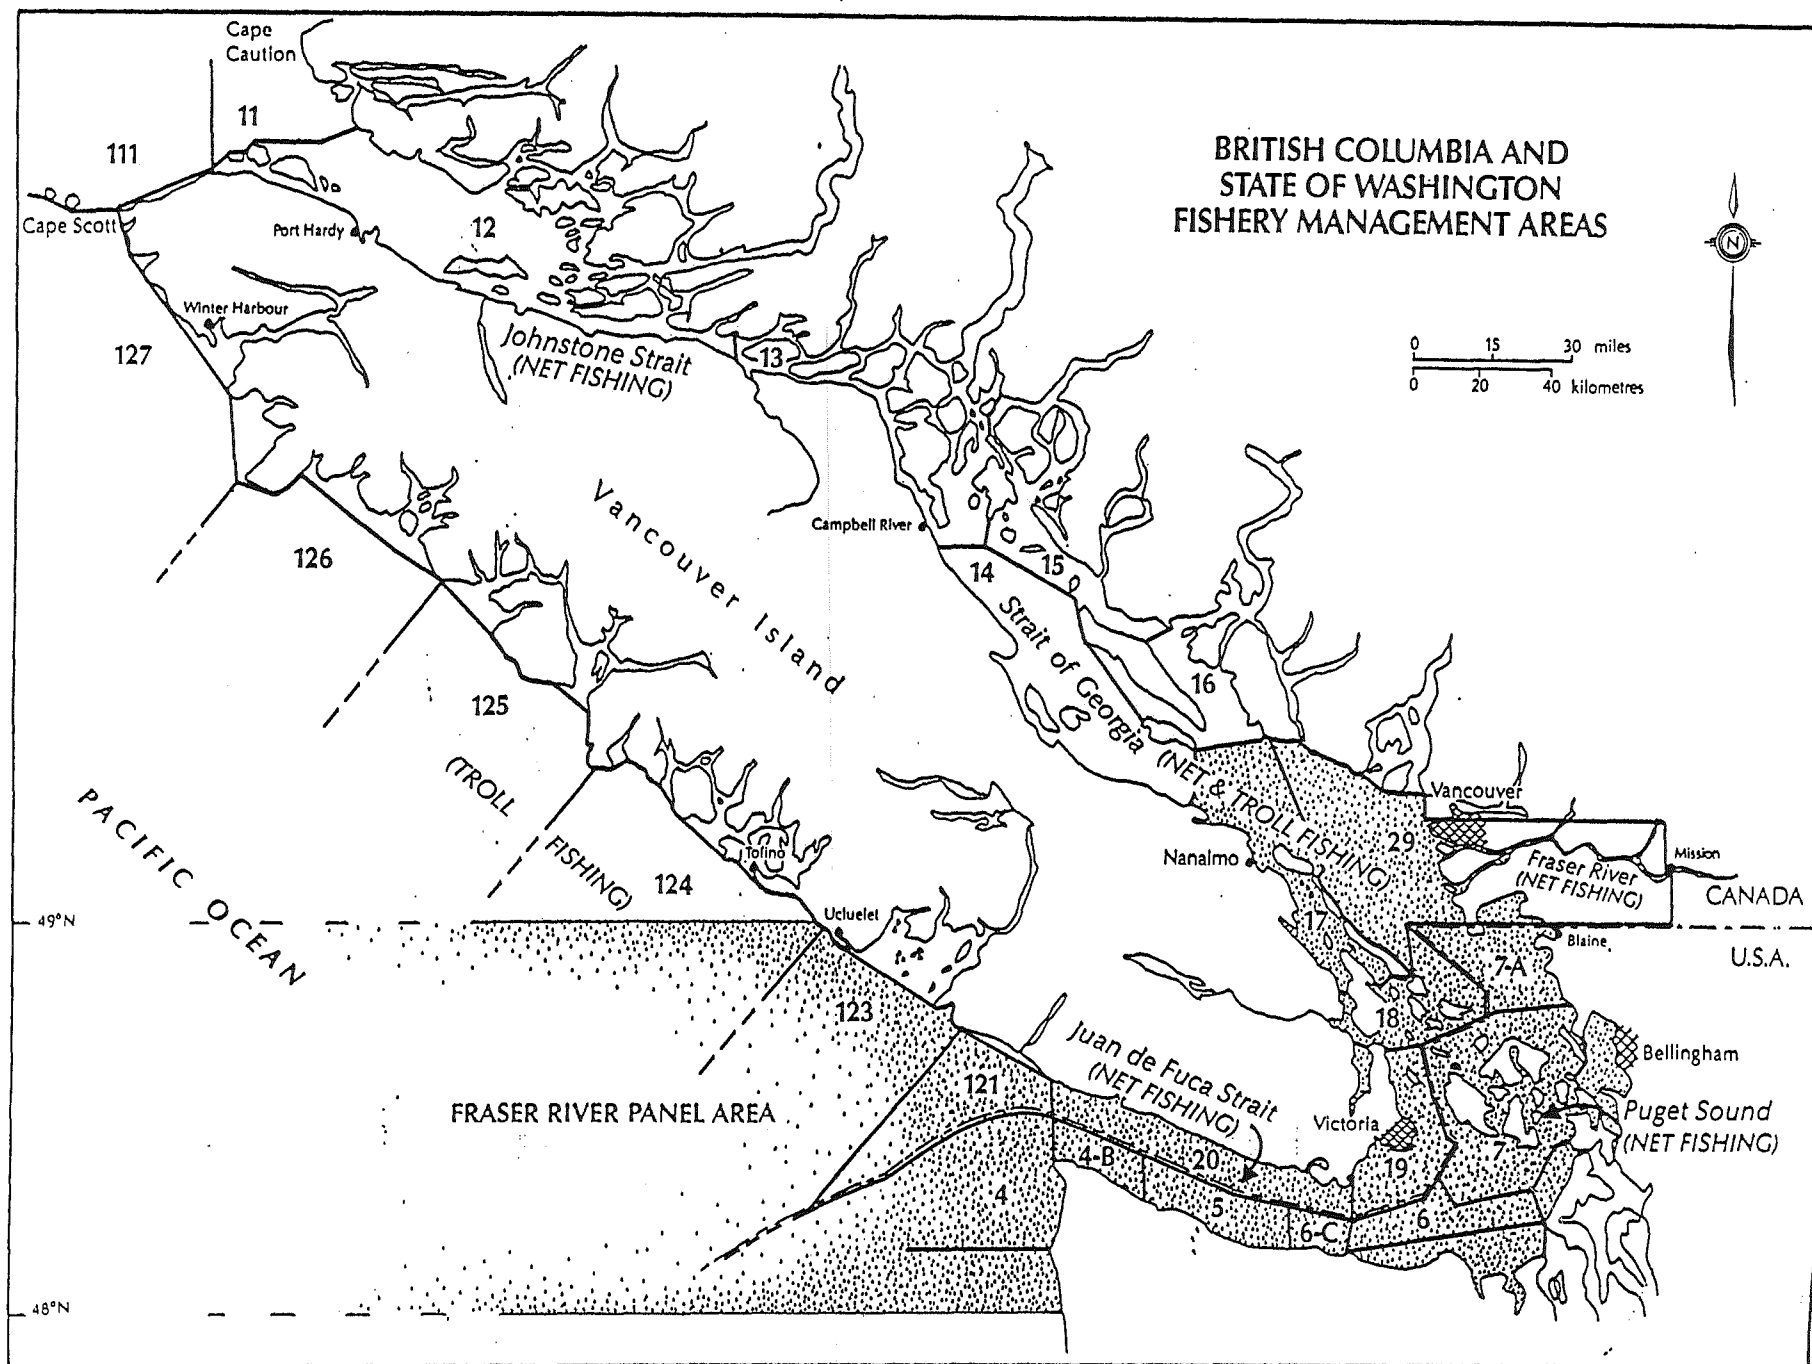 Cape
Caution
11
111
Cape Scott
Port Hardy
12
BRITISH COLUMBIA AND
STATE OF WASHINGTON
FISHERY MANAGEMENT AREAS
N
Winter Harbour
127
Johnstone Strait
(NET FISHING)
13
0 15 30 miles
0 20 40 kilometres
Vancouver Island
Campbell River
126
14
15
Strait of Georgia
(NET & TROLL FISHING)
16
125
(TROLL
FISHING)
PACIFIC OCEAN
Vancouver
29
Nanaimo
Fraser River
(NET FISHING)
Mission
CANADA
Tofino
124
Ucluelet
49°N
17
Blaine
U.S.A.
7-A
123
18
Juan de Fuca Strait
(NET FISHING)
Bellingham
121
FRASER RIVER PANEL AREA
Victoria
Puget Sound
(NET FISHING)
4-B
20
19
7
4
5
6-C
6
48°N